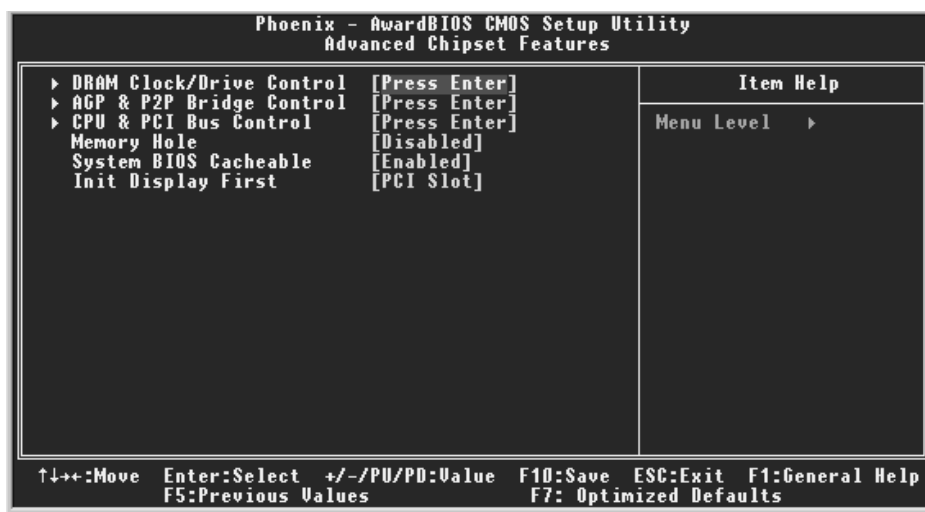 Phoenix - AwardBIOS CMOS Setup Utility
Advanced Chipset Features
▸ DRAM Clock/Drive Control [Press Enter]
▸ AGP & P2P Bridge Control [Press Enter]
▸ CPU & PCI Bus Control [Press Enter]
Memory Hole [Disabled]
System BIOS Cacheable [Enabled]
Init Display First [PCI Slot]
Item Help
Menu Level ▸
↑↓→←:Move Enter:Select +/-/PU/PD:Value F10:Save ESC:Exit F1:General Help
F5:Previous Values F7: Optimized Defaults